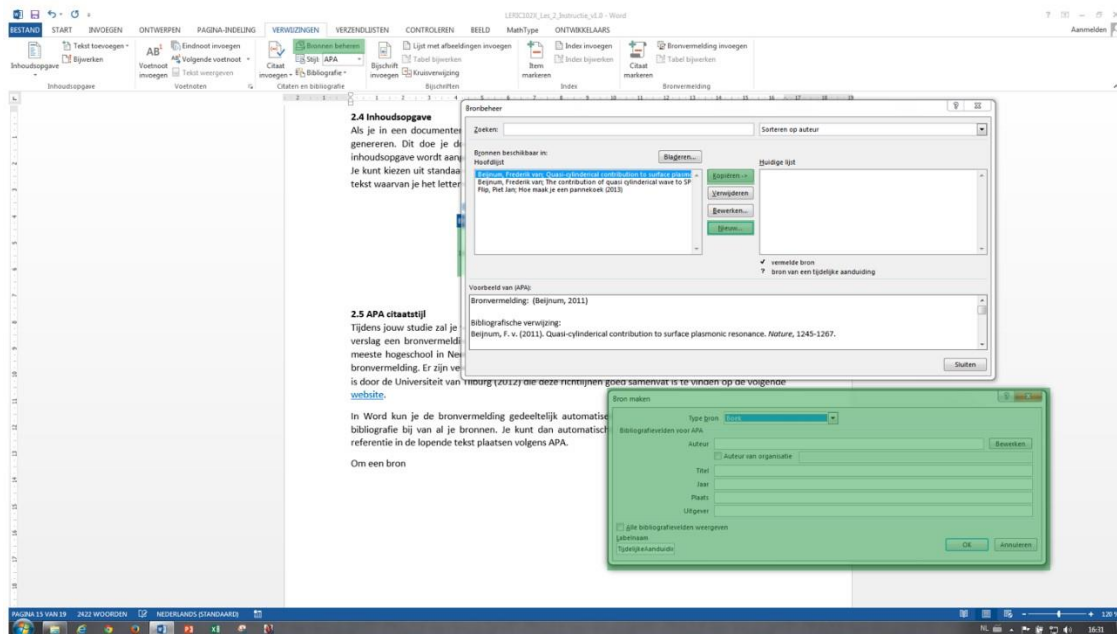 LERIC102X_Les_2_Instructie_v1.0 - Word
BESTAND START INVOEGEN ONTWERPEN PAGINA-INDELING VERWIJZINGEN VERZENDLIJSTEN CONTROLEREN BEELD MathType ONTWIKKELAARS Aanmelden
Inhoudsopgave
Tekst toevoegen
Bijwerken
Inhoudsopgave
AB¹
Voetnoot invoegen
Eindnoot invoegen
Volgende voetnoot
Tekst weergeven
Voetnoten
Citaat invoegen
Bronnen beheren
Stijl: APA
Bibliografie
Citaten en bibliografie
Bijschrift invoegen
Lijst met afbeeldingen invoegen
Tabel bijwerken
Kruisverwijzing
Bijschriften
Item markeren
Index invoegen
Index bijwerken
Index
Citaat markeren
Bronvermelding invoegen
Tabel bijwerken
Bronvermelding
2.4 Inhoudsopgave
Als je in een documenten
genereren. Dit doe je d
inhoudsopgave wordt aan
Je kunt kiezen uit standaa
tekst waarvan je het letter
Bronbeheer
Zoeken:
Sorteren op auteur
Bronnen beschikbaar in:
Hoofdlijst
Bladeren...
Huidige lijst
Beijnum, Frederik van; Quasi-cylinderical contribution to surface plasm
Beijnum, Frederik van; The contribution of quasi cylinderical wave to SP
Flip, Piet Jan; Hoe maak je een pannekoek (2013)
Kopiëren ->
Verwijderen
Bewerken...
Nieuw...
✓ vermelde bron
? bron van een tijdelijke aanduiding
Voorbeeld van (APA):
Bronvermelding: (Beijnum, 2011)
Bibliografische verwijzing:
Beijnum, F. v. (2011). Quasi-cylinderical contribution to surface plasmonic resonance. Nature, 1245-1267.
Sluiten
2.5 APA citaatstijl
Tijdens jouw studie zal je
verslag een bronvermeldi
meeste hogeschool in Ne
bronvermelding. Er zijn ve
is door de Universiteit van Tilburg (2012) die deze richtlijnen goed samenvat is te vinden op de volgende
website.
In Word kun je de bronvermelding gedeeltelijk automatise
bibliografie bij van al je bronnen. Je kunt dan automatisch
referentie in de lopende tekst plaatsen volgens APA.
Om een bron
Bron maken
Type bron Boek
Bibliografievelden voor APA
Auteur
Bewerken
Auteur van organisatie
Titel
Jaar
Plaats
Uitgever
Alle bibliografievelden weergeven
Labelnaam
TijdelijkeAanduidin
OK
Annuleren
PAGINA 15 VAN 19 2422 WOORDEN NEDERLANDS (STANDAARD) 120 %
NL 16:31